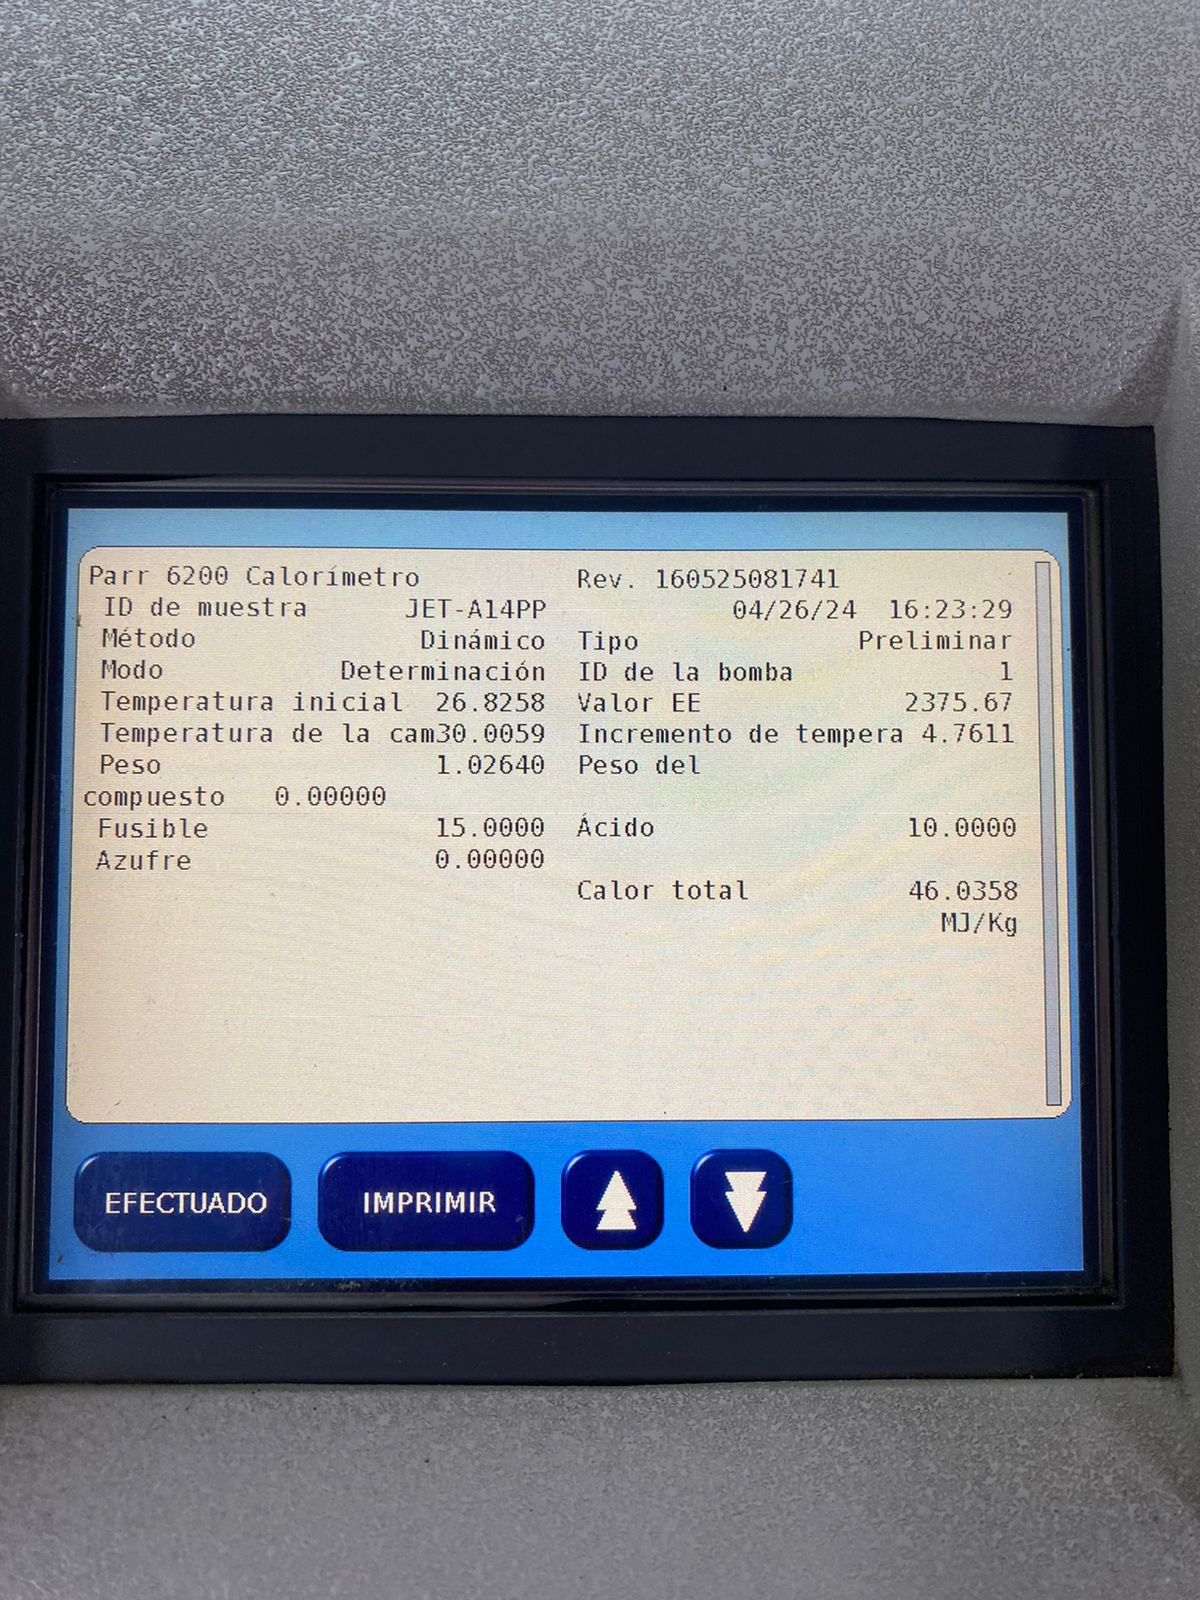 Parr 6200 Calorímetro Rev. 160525081741
ID de muestra JET-A14PP 04/26/24 16:23:29
Método Dinámico Tipo Preliminar
Modo Determinación ID de la bomba 1
Temperatura inicial 26.8258 Valor EE 2375.67
Temperatura de la cam30.0059 Incremento de tempera 4.7611
Peso 1.02640 Peso del
compuesto 0.00000
Fusible 15.0000 Ácido 10.0000
Azufre 0.00000
Calor total 46.0358
MJ/Kg
EFECTUADO IMPRIMIR